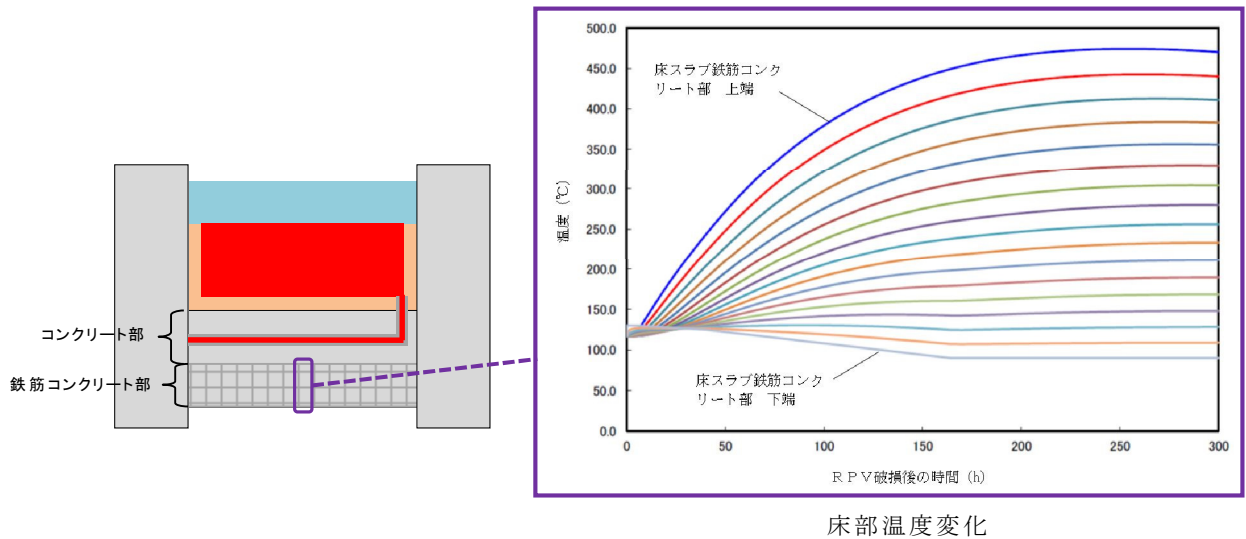 コンクリート部
鉄筋コンクリート部
500.0
450.0
400.0
350.0
300.0
250.0
200.0
150.0
100.0
50.0
0.0
温度 (℃)
床スラブ鉄筋コンク
リート部 上端
床スラブ鉄筋コンク
リート部 下端
0 50 100 150 200 250 300
RPV破損後の時間 (h)
床部温度変化